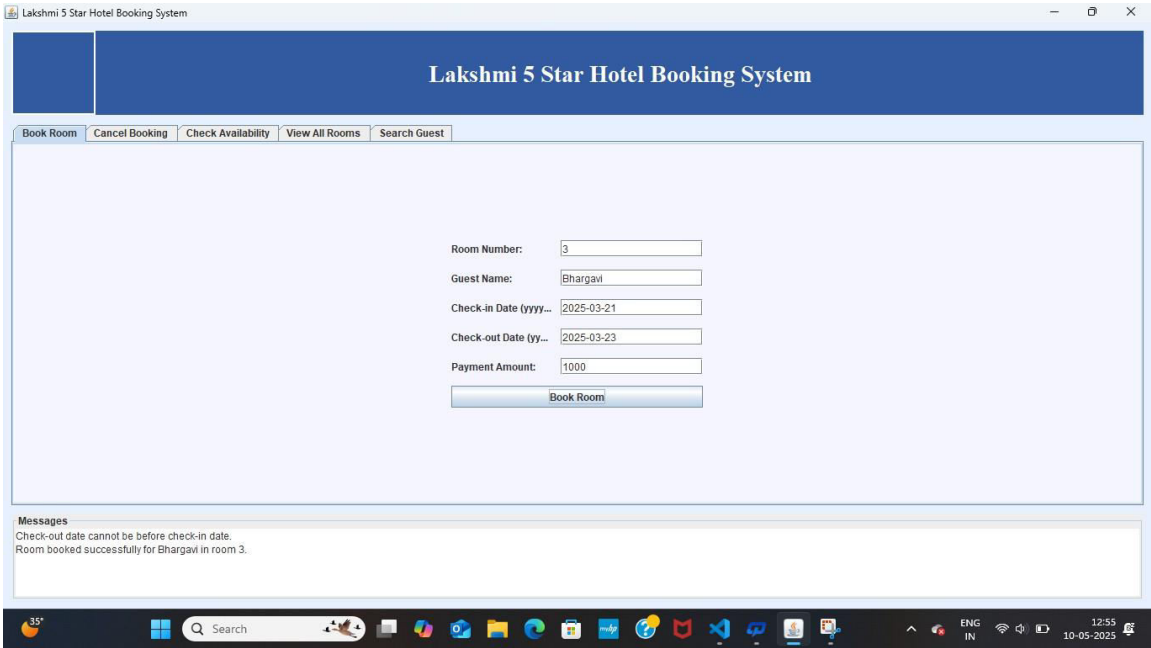 Lakshmi 5 Star Hotel Booking System
Lakshmi 5 Star Hotel Booking System
Book Room Cancel Booking Check Availability View All Rooms Search Guest
Room Number: 3
Guest Name: Bhargavi
Check-in Date (yyyy... 2025-03-21
Check-out Date (yy... 2025-03-23
Payment Amount: 1000
Book Room
Messages
Check-out date cannot be before check-in date.
Room booked successfully for Bhargavi in room 3.
35°
Search
myhp
ENG
IN
12:55
10-05-2025